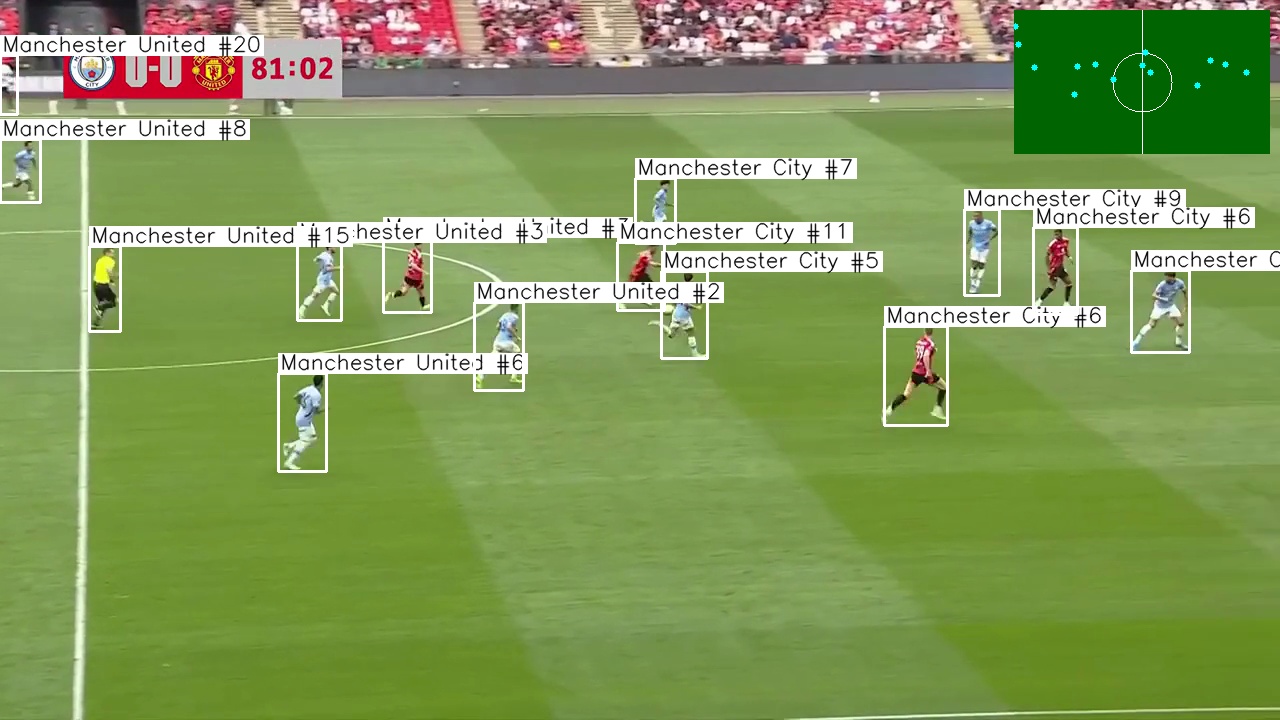 Manchester United #20
CITY
UNITED
0-0
81:02
Manchester United #8
Manchester City #7
Manchester City #9
Manchester City #6
Manchester United #15
Manchester United #3
Manchester City #11
Manchester City #5
Manchester United #2
Manchester City #6
Manchester United #6